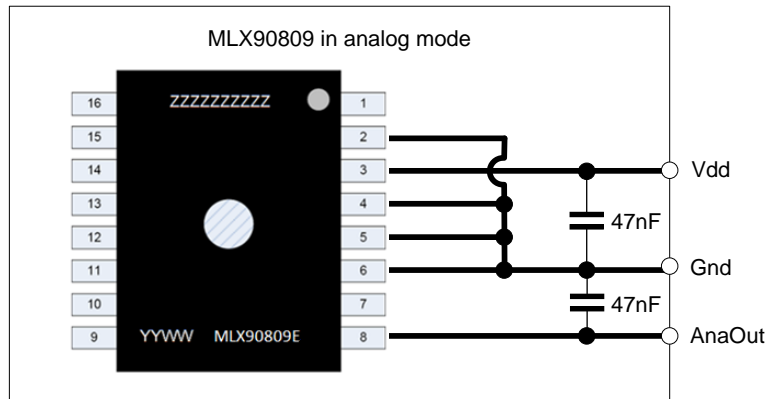 MLX90809 in analog mode
ZZZZZZZZZZ
16 1
15 2
14 3 Vdd
13 4
47nF
12 5
11 6 Gnd
10 7
47nF
9 YYWW MLX90809E 8 AnaOut